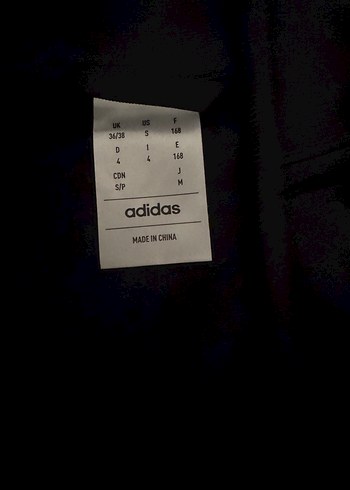 UK US F
36/38 S 168
D I E
4 4 168
CDN J
S/P M
adidas
MADE IN CHINA